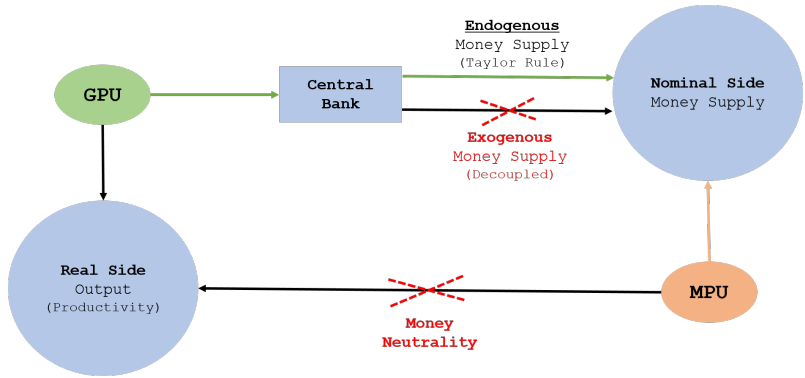 Endogenous
Money Supply
(Taylor Rule)
GPU
Central
Bank
Nominal Side
Money Supply
Exogenous
Money Supply
(Decoupled)
Real Side
Output
(Productivity)
MPU
Money
Neutrality